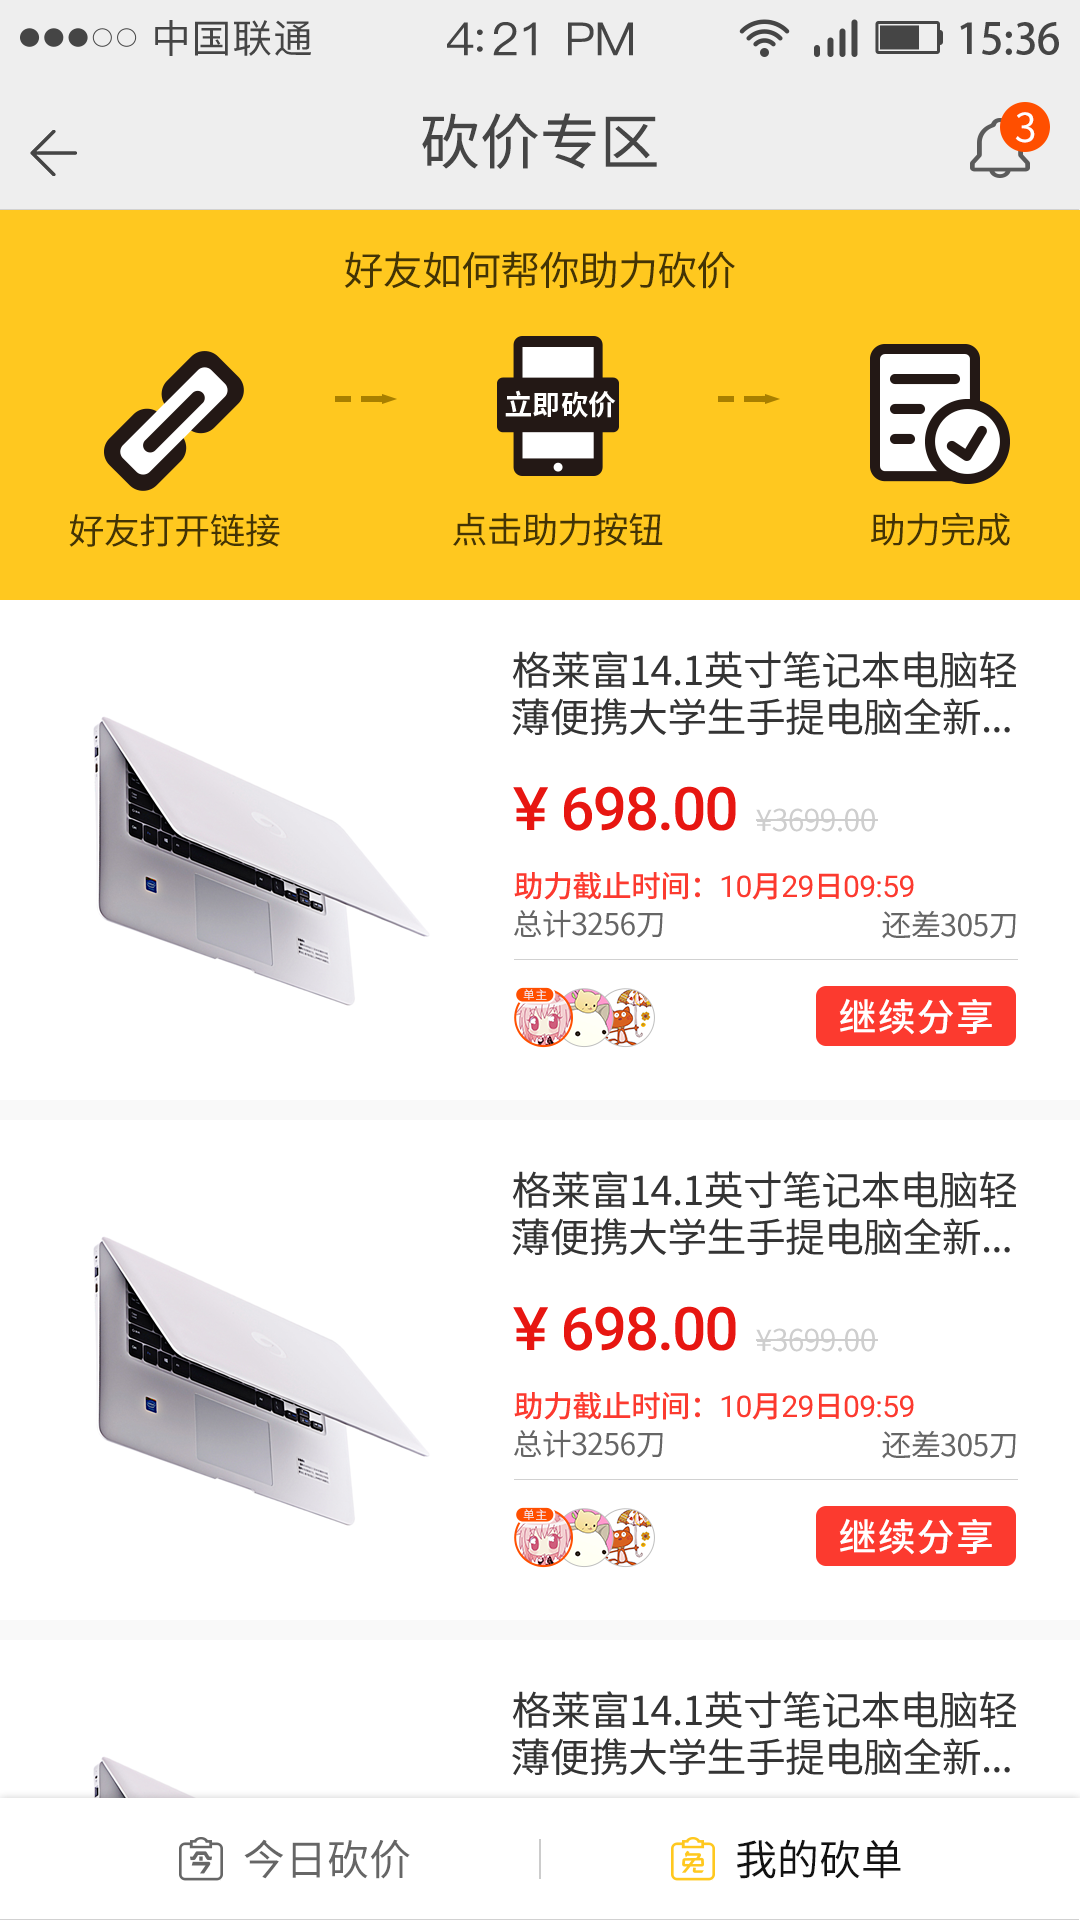 中国联通 4:21 PM 15:36
砍价专区
3
好友如何帮你助力砍价
立即砍价
好友打开链接 点击助力按钮 助力完成
格莱富14.1英寸笔记本电脑轻
薄便携大学生手提电脑全新...
¥ 698.00 ¥3699.00
助力截止时间：10月29日09:59
总计3256刀 还差305刀
单主
继续分享
格莱富14.1英寸笔记本电脑轻
薄便携大学生手提电脑全新...
¥ 698.00 ¥3699.00
助力截止时间：10月29日09:59
总计3256刀 还差305刀
单主
继续分享
格莱富14.1英寸笔记本电脑轻
薄便携大学生手提电脑全新...
今 今日砍价 免 我的砍单